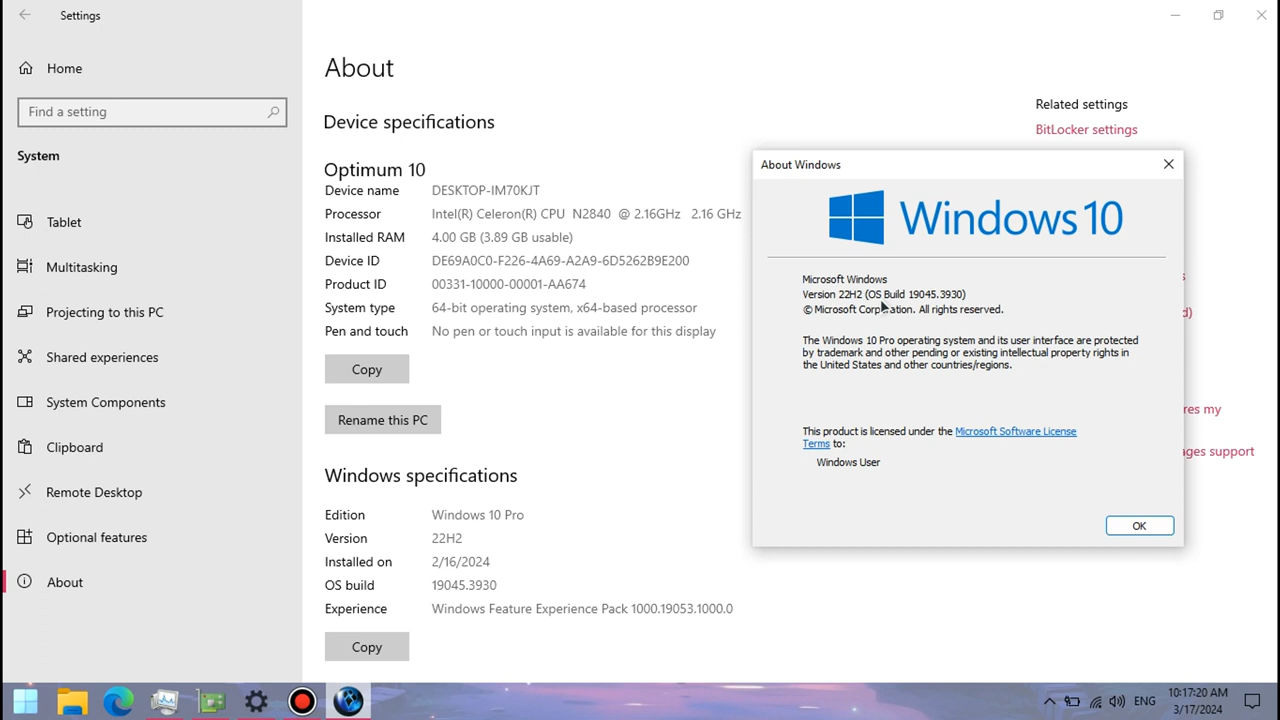 Settings
Home
Find a setting
System
Tablet
Multitasking
Projecting to this PC
Shared experiences
System Components
Clipboard
Remote Desktop
Optional features
About
About
Device specifications
Optimum 10
Device name DESKTOP-IM70KJT
Processor Intel(R) Celeron(R) CPU N2840 @ 2.16GHz 2.16 GHz
Installed RAM 4.00 GB (3.89 GB usable)
Device ID DE69A0C0-F226-4A69-A2A9-6D5262B9E200
Product ID 00331-10000-00001-AA674
System type 64-bit operating system, x64-based processor
Pen and touch No pen or touch input is available for this display
Copy
Rename this PC
Windows specifications
Edition Windows 10 Pro
Version 22H2
Installed on 2/16/2024
OS build 19045.3930
Experience Windows Feature Experience Pack 1000.19053.1000.0
Copy
Related settings
BitLocker settings
About Windows
Windows 10
Microsoft Windows
Version 22H2 (OS Build 19045.3930)
© Microsoft Corporation. All rights reserved.
The Windows 10 Pro operating system and its user interface are protected
by trademark and other pending or existing intellectual property rights in
the United States and other countries/regions.
This product is licensed under the Microsoft Software License
Terms to:
Windows User
OK
res my
ages support
ENG
10:17:20 AM
3/17/2024